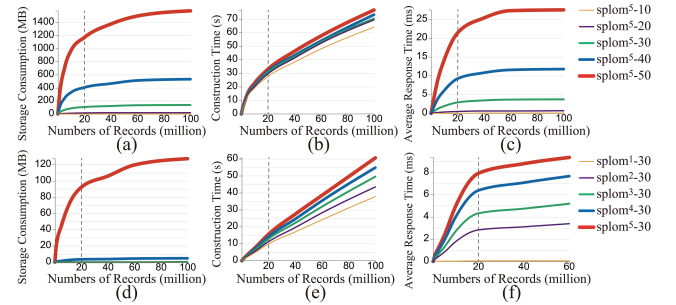 Storage Consumption (MB)
1400
1200
1000
800
600
400
200
0
20 40 60 80 100
Numbers of Records (million)
(a)
Construction Time (s)
70
60
50
40
30
20
10
0
20 40 60 80 100
Numbers of Records (million)
(b)
Average Response Time (ms)
25
20
15
10
5
0
20 40 60 80 100
Numbers of Records (million)
(c)
splom⁵-10
splom⁵-20
splom⁵-30
splom⁵-40
splom⁵-50
Storage Consumption (MB)
120
100
80
60
40
20
0
20 40 60 80 100
Numbers of Records (million)
(d)
Construction Time (s)
60
50
40
30
20
10
0
20 40 60 80 100
Numbers of Records (million)
(e)
Average Response Time (ms)
8
6
4
2
0
20 40 60
Numbers of Records (million)
(f)
splom¹-30
splom²-30
splom³-30
splom⁴-30
splom⁵-30